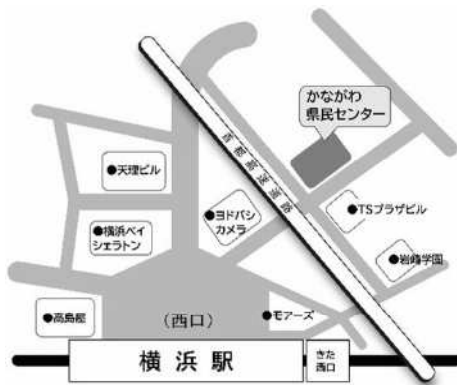 かながわ
県民センター
首都高速道路
●天理ビル
●ヨドバシ
カメラ
●TSプラザビル
●横浜ベイ
シェラトン
●岩崎学園
●高島屋
(西口)
●モアーズ
横浜駅
きた
西口